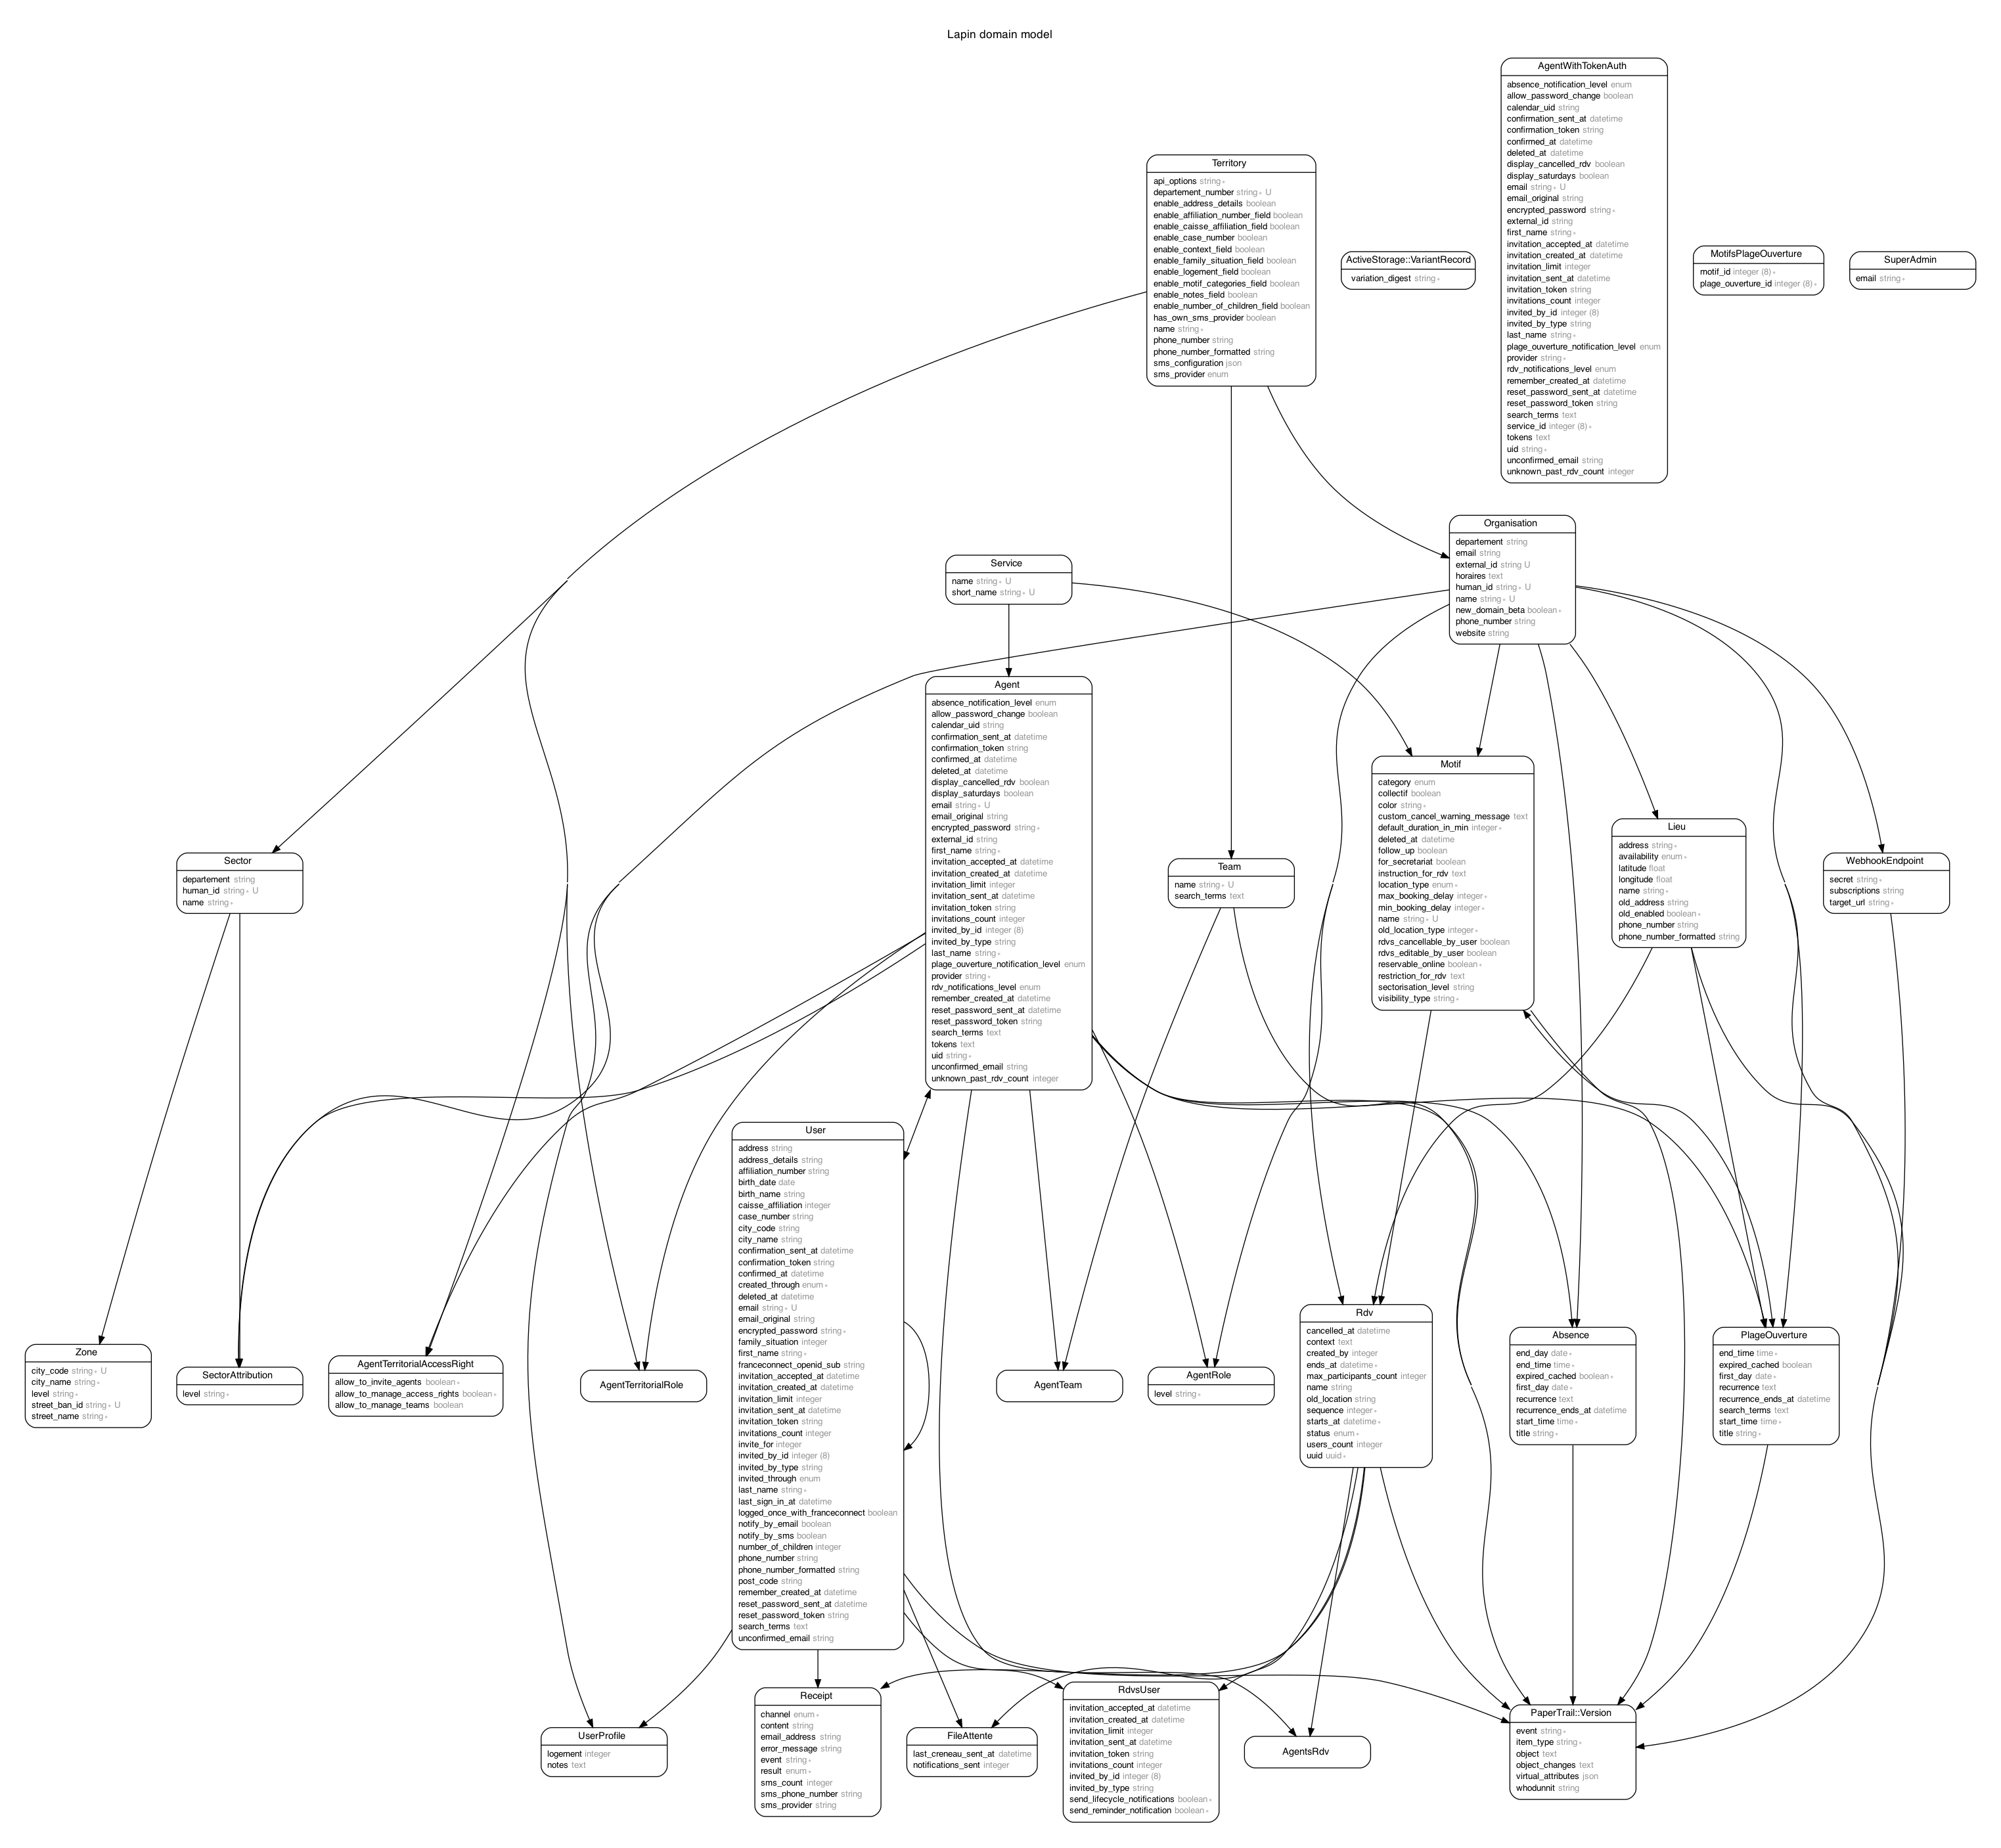 Lapin domain model
AgentWithTokenAuth
absence_notification_level enum
allow_password_change boolean
calendar_uid string
confirmation_sent_at datetime
confirmation_token string
confirmed_at datetime
deleted_at datetime
display_cancelled_rdv boolean
display_saturdays boolean
email string∗ U
email_original string
encrypted_password string∗
external_id string
first_name string∗
invitation_accepted_at datetime
invitation_created_at datetime
invitation_limit integer
invitation_sent_at datetime
invitation_token string
invitations_count integer
invited_by_id integer (8)
invited_by_type string
last_name string∗
plage_ouverture_notification_level enum
provider string∗
rdv_notifications_level enum
remember_created_at datetime
reset_password_sent_at datetime
reset_password_token string
search_terms text
service_id integer (8)∗
tokens text
uid string∗
unconfirmed_email string
unknown_past_rdv_count integer
Territory
api_options string∗
departement_number string∗ U
enable_address_details boolean
enable_affiliation_number_field boolean
enable_caisse_affiliation_field boolean
enable_case_number boolean
enable_context_field boolean
enable_family_situation_field boolean
enable_logement_field boolean
enable_motif_categories_field boolean
enable_notes_field boolean
enable_number_of_children_field boolean
has_own_sms_provider boolean
name string∗
phone_number string
phone_number_formatted string
sms_configuration json
sms_provider enum
ActiveStorage::VariantRecord
variation_digest string∗
MotifsPlageOuverture
motif_id integer (8)∗
plage_ouverture_id integer (8)∗
SuperAdmin
email string∗
Organisation
departement string
email string
external_id string U
horaires text
human_id string∗ U
name string∗ U
new_domain_beta boolean∗
phone_number string
website string
Service
name string∗ U
short_name string∗ U
Agent
absence_notification_level enum
allow_password_change boolean
calendar_uid string
confirmation_sent_at datetime
confirmation_token string
confirmed_at datetime
deleted_at datetime
display_cancelled_rdv boolean
display_saturdays boolean
email string∗ U
email_original string
encrypted_password string∗
external_id string
first_name string∗
invitation_accepted_at datetime
invitation_created_at datetime
invitation_limit integer
invitation_sent_at datetime
invitation_token string
invitations_count integer
invited_by_id integer (8)
invited_by_type string
last_name string∗
plage_ouverture_notification_level enum
provider string∗
rdv_notifications_level enum
remember_created_at datetime
reset_password_sent_at datetime
reset_password_token string
search_terms text
tokens text
uid string∗
unconfirmed_email string
unknown_past_rdv_count integer
Motif
category enum
collectif boolean
color string∗
custom_cancel_warning_message text
default_duration_in_min integer∗
deleted_at datetime
follow_up boolean
for_secretariat boolean
instruction_for_rdv text
location_type enum∗
max_booking_delay integer∗
min_booking_delay integer∗
name string∗ U
old_location_type integer∗
rdvs_cancellable_by_user boolean
rdvs_editable_by_user boolean
reservable_online boolean∗
restriction_for_rdv text
sectorisation_level string
visibility_type string∗
Lieu
address string∗
availability enum∗
latitude float
longitude float
name string∗
old_address string
old_enabled boolean∗
phone_number string
phone_number_formatted string
Sector
departement string
human_id string∗ U
name string∗
Team
name string∗ U
search_terms text
WebhookEndpoint
secret string∗
subscriptions string
target_url string∗
User
address string
address_details string
affiliation_number string
birth_date date
birth_name string
caisse_affiliation integer
case_number string
city_code string
city_name string
confirmation_sent_at datetime
confirmation_token string
confirmed_at datetime
created_through enum∗
deleted_at datetime
email string∗ U
email_original string
encrypted_password string∗
family_situation integer
first_name string∗
franceconnect_openid_sub string
invitation_accepted_at datetime
invitation_created_at datetime
invitation_limit integer
invitation_sent_at datetime
invitation_token string
invitations_count integer
invite_for integer
invited_by_id integer (8)
invited_by_type string
invited_through enum
last_name string∗
last_sign_in_at datetime
logged_once_with_franceconnect boolean
notify_by_email boolean
notify_by_sms boolean
number_of_children integer
phone_number string
phone_number_formatted string
post_code string
remember_created_at datetime
reset_password_sent_at datetime
reset_password_token string
search_terms text
unconfirmed_email string
Zone
city_code string∗ U
city_name string∗
level string∗
street_ban_id string∗ U
street_name string∗
SectorAttribution
level string∗
AgentTerritorialAccessRight
allow_to_invite_agents boolean∗
allow_to_manage_access_rights boolean∗
allow_to_manage_teams boolean
AgentTerritorialRole
AgentTeam
AgentRole
level string∗
Rdv
cancelled_at datetime
context text
created_by integer
ends_at datetime∗
max_participants_count integer
name string
old_location string
sequence integer∗
starts_at datetime∗
status enum∗
users_count integer
uuid uuid∗
Absence
end_day date∗
end_time time∗
expired_cached boolean∗
first_day date∗
recurrence text
recurrence_ends_at datetime
start_time time∗
title string∗
PlageOuverture
end_time time∗
expired_cached boolean
first_day date∗
recurrence text
recurrence_ends_at datetime
search_terms text
start_time time∗
title string∗
UserProfile
logement integer
notes text
Receipt
channel enum∗
content string
email_address string
error_message string
event string∗
result enum∗
sms_count integer
sms_phone_number string
sms_provider string
FileAttente
last_creneau_sent_at datetime
notifications_sent integer
RdvsUser
invitation_accepted_at datetime
invitation_created_at datetime
invitation_limit integer
invitation_sent_at datetime
invitation_token string
invitations_count integer
invited_by_id integer (8)
invited_by_type string
send_lifecycle_notifications boolean∗
send_reminder_notification boolean∗
AgentsRdv
PaperTrail::Version
event string∗
item_type string∗
object text
object_changes text
virtual_attributes json
whodunnit string